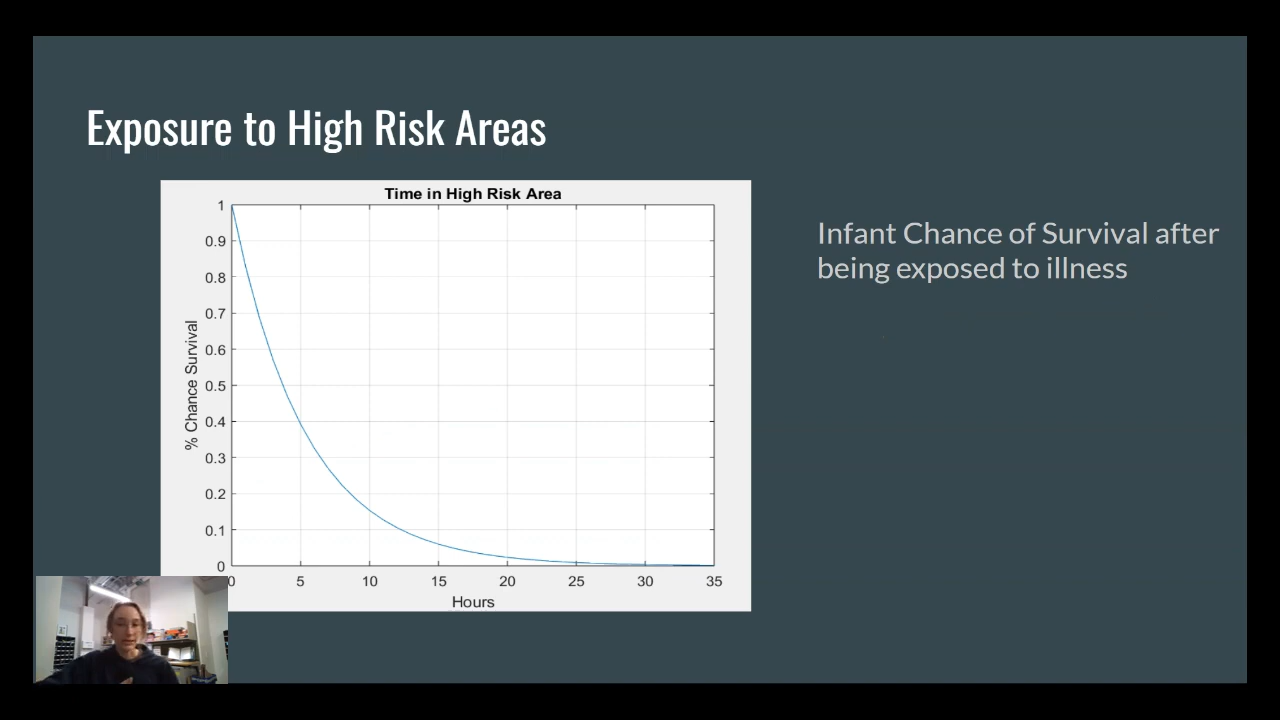 Exposure to High Risk Areas
Time in High Risk Area
1
0.9
0.8
0.7
0.6
0.5
0.4
0.3
0.2
0.1
0
% Chance Survival
0 5 10 15 20 25 30 35
Hours
Infant Chance of Survival after
being exposed to illness